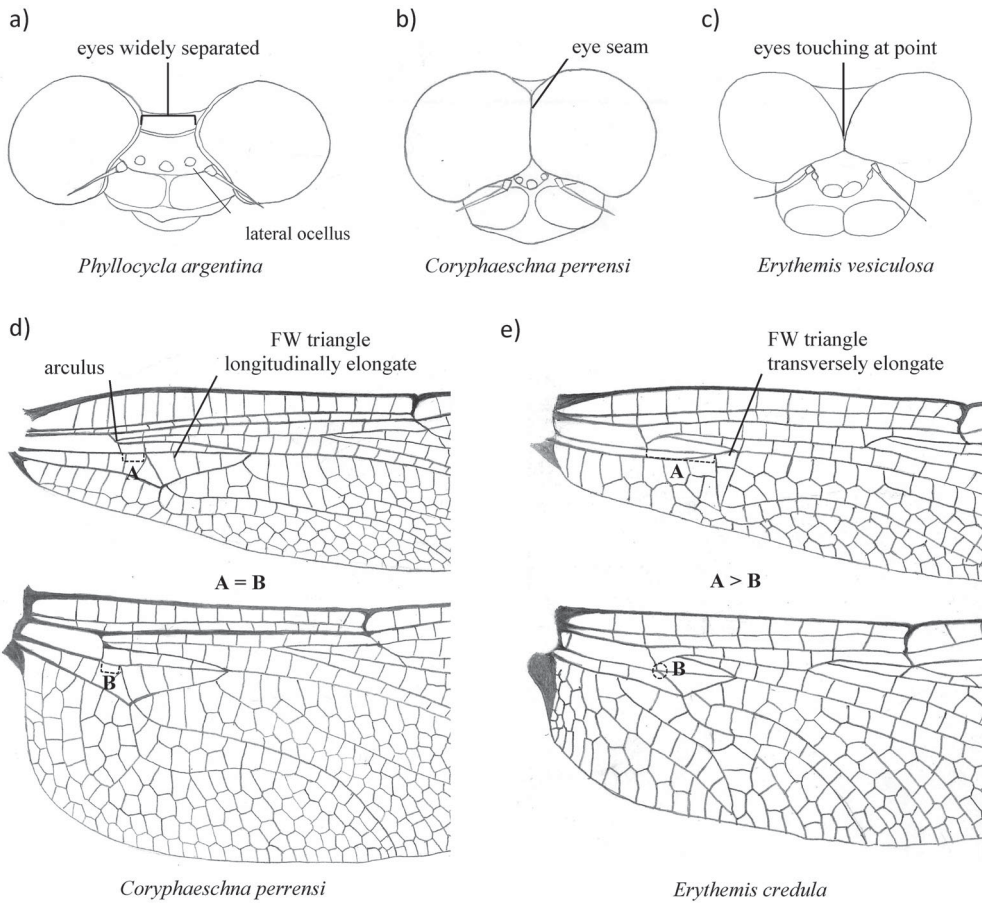 a)
eyes widely separated
lateral ocellus
Phyllocycla argentina
b)
eye seam
Coryphaeschna perrensi
c)
eyes touching at point
Erythemis vesiculosa
d)
arculus
FW triangle
longitudinally elongate
A
A = B
B
Coryphaeschna perrensi
e)
FW triangle
transversely elongate
A
A > B
B
Erythemis credula